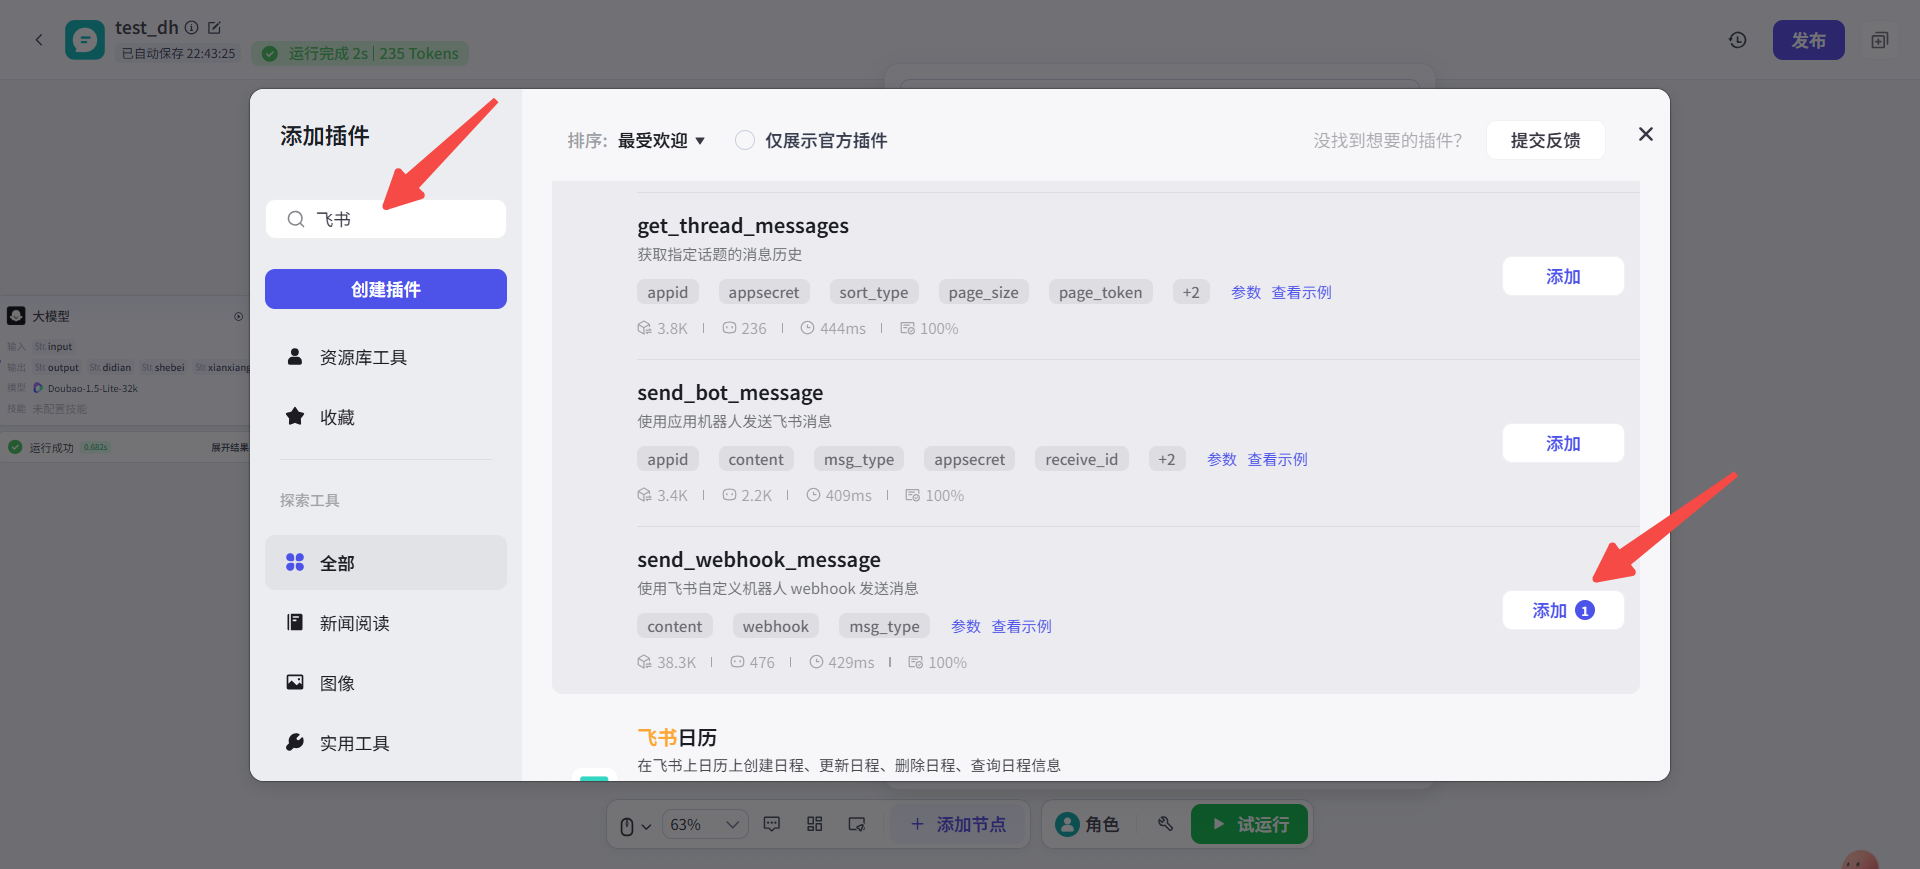 test_dh
已自动保存 22:43:25
运行完成 2s | 235 Tokens
发布
大模型
输入 Str. input
输出 Str. output Str. didian Str. shebei Str. xianxiang
模型 Doubao-1.5-Lite-32k
技能 未配置技能
运行成功 0.682s 展开结果
添加插件
飞书
创建插件
资源库工具
收藏
探索工具
全部
新闻阅读
图像
实用工具
排序: 最受欢迎
仅展示官方插件
没找到想要的插件?
提交反馈
get_thread_messages
获取指定话题的消息历史
appid appsecret sort_type page_size page_token +2 参数 查看示例
3.8K 236 444ms 100%
添加
send_bot_message
使用应用机器人发送飞书消息
appid content msg_type appsecret receive_id +2 参数 查看示例
3.4K 2.2K 409ms 100%
添加
send_webhook_message
使用飞书自定义机器人 webhook 发送消息
content webhook msg_type 参数 查看示例
38.3K 476 429ms 100%
添加 1
飞书日历
在飞书上日历上创建日程、更新日程、删除日程、查询日程信息
63%
添加节点
角色
试运行